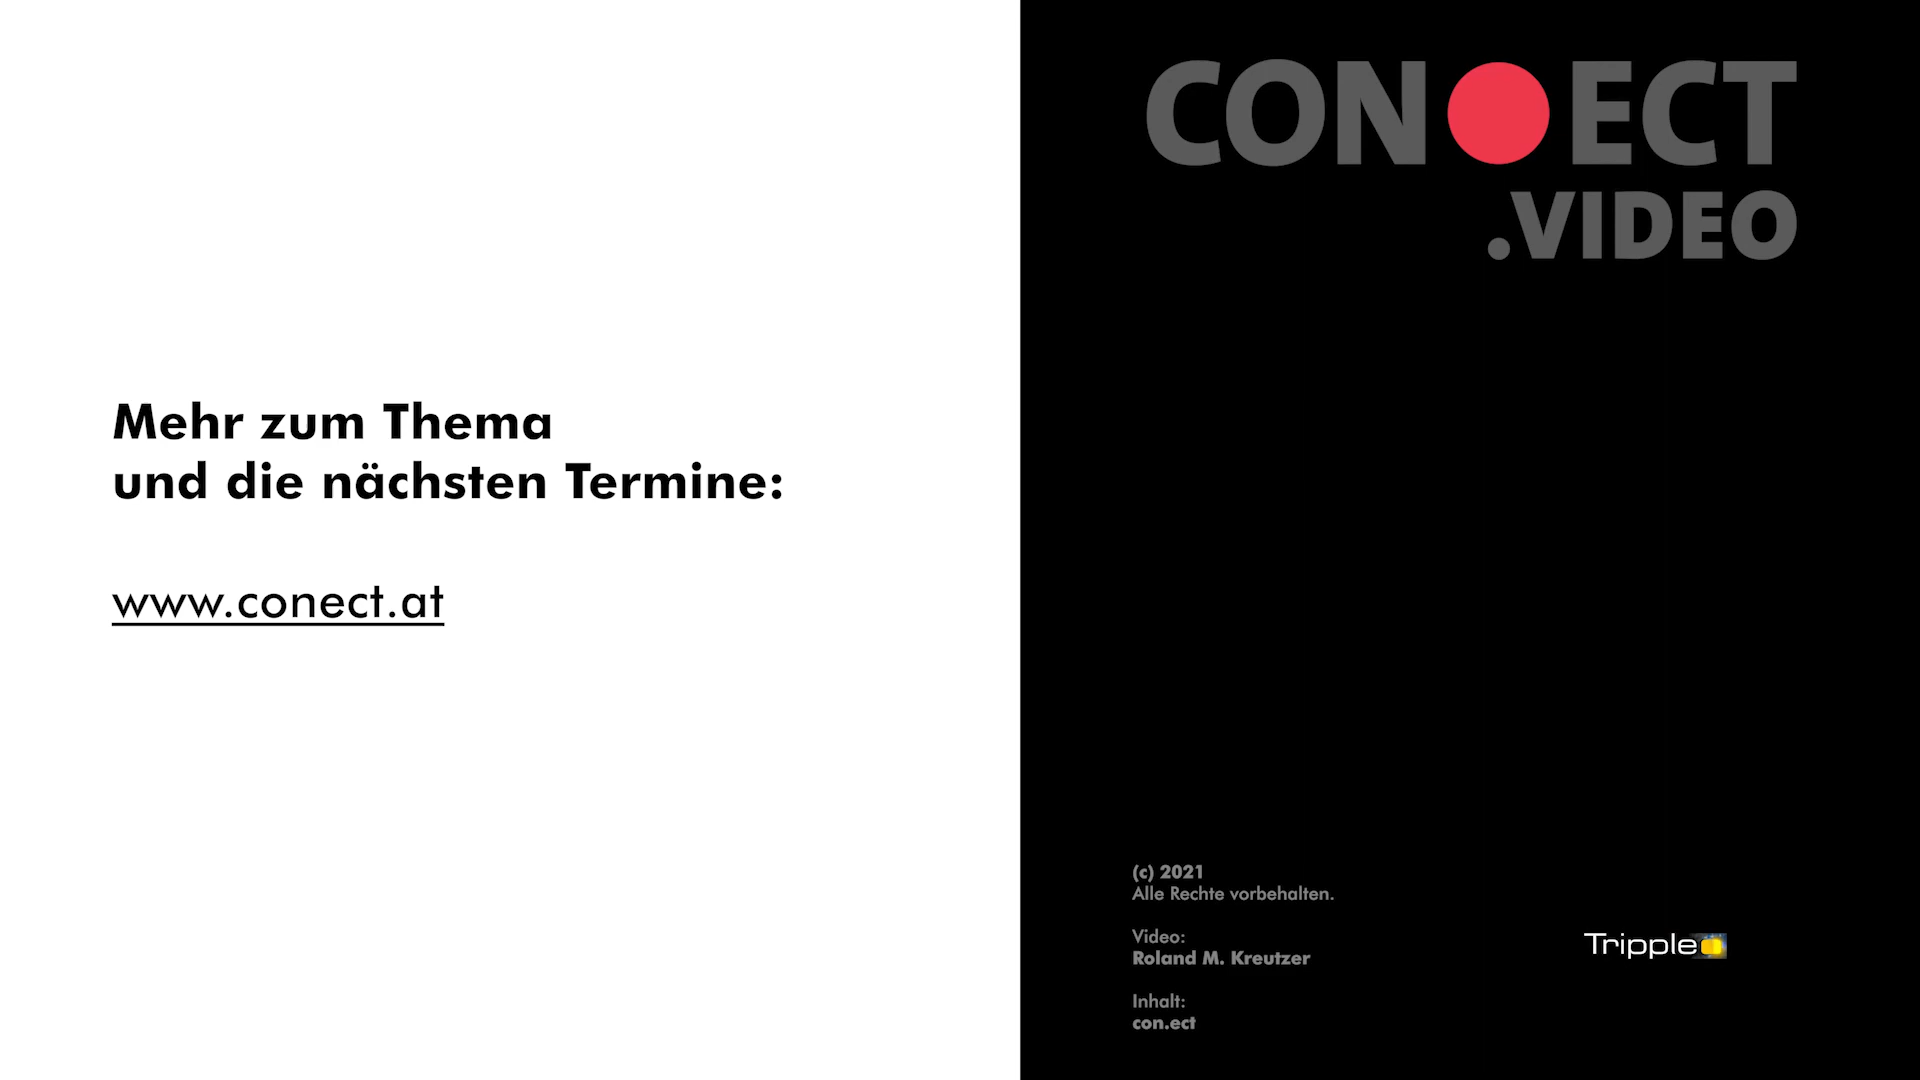 Mehr zum Thema
und die nächsten Termine:
www.conect.at
CON●ECT
.VIDEO
(c) 2021
Alle Rechte vorbehalten.
Video:
Roland M. Kreutzer
Inhalt:
con.ect
Tripple